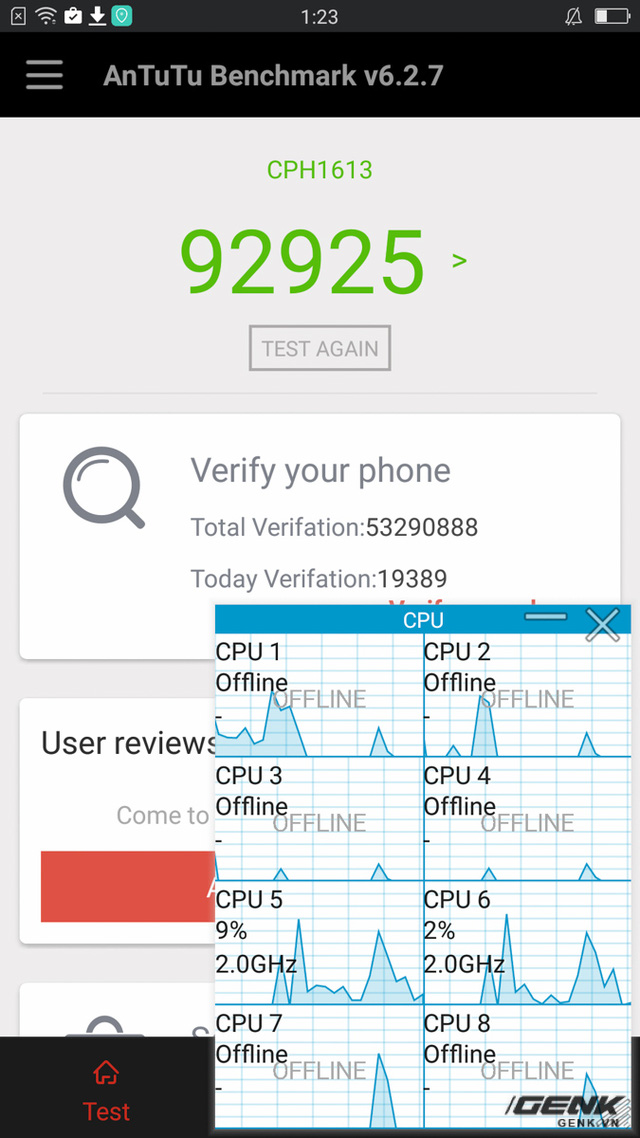 1:23
AnTuTu Benchmark v6.2.7
CPH1613
92925 >
TEST AGAIN
Verify your phone
Total Verifation:53290888
Today Verifation:19389
CPU
CPU 1
Offline
OFFLINE
-
CPU 2
Offline
OFFLINE
-
User reviews
Come to
CPU 3
Offline
OFFLINE
-
CPU 4
Offline
OFFLINE
-
CPU 5
9%
2.0GHz
CPU 6
2%
2.0GHz
CPU 7
Offline
OFFLINE
-
CPU 8
Offline
OFFLINE
-
Test
GENK
GENK.VN